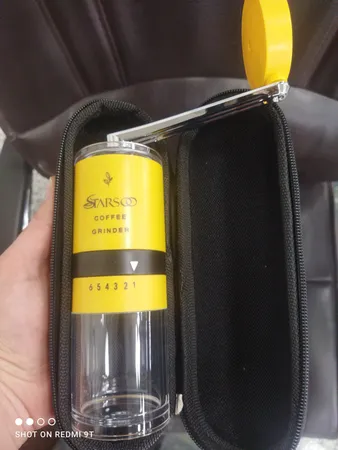 STARSOO
COFFEE
GRINDER
6 5 4 3 2 1
SHOT ON REDMI 9T